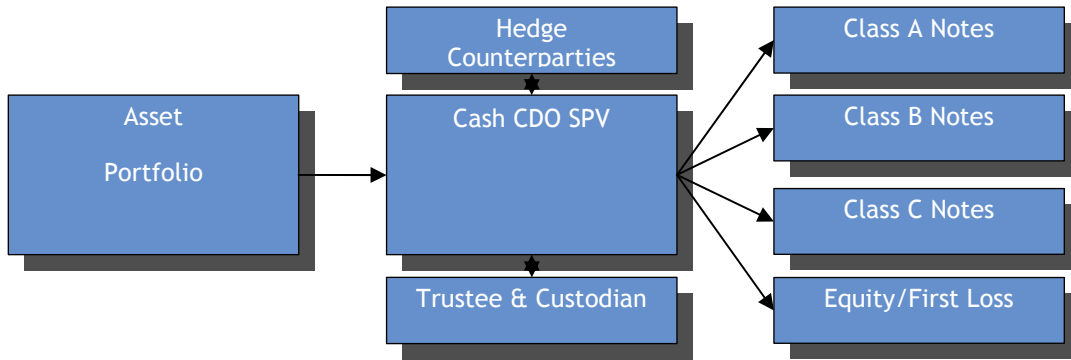 Hedge
Counterparties
Class A Notes
Asset
Portfolio
Cash CDO SPV
Class B Notes
Class C Notes
Trustee & Custodian
Equity/First Loss